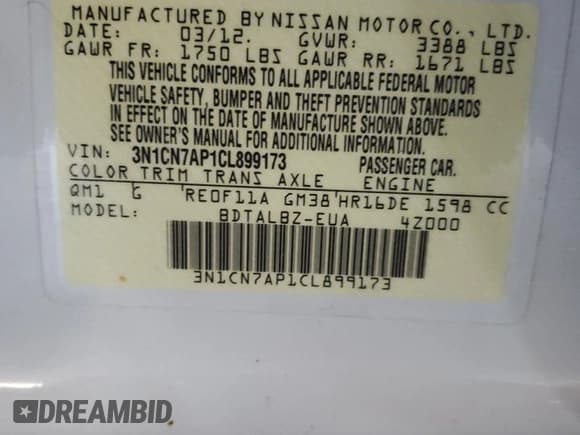 MANUFACTURED BY NISSAN MOTOR CO., LTD.
DATE: 03/12. GVWR: 3388 LBS
GAWR FR: 1750 LBS GAWR RR: 1671 LBS
THIS VEHICLE CONFORMS TO ALL APPLICABLE FEDERAL MOTOR
VEHICLE SAFETY, BUMPER AND THEFT PREVENTION STANDARDS
IN EFFECT ON THE DATE OF MANUFACTURE SHOWN ABOVE.
SEE OWNER'S MANUAL FOR ADDITIONAL INFORMATION.
VIN: 3N1CN7AP1CL899173 PASSENGER CAR.
COLOR TRIM TRANS AXLE ENGINE
QM1 G 'RE0F11A GM38'HR16DE 1598 CC
MODEL: BDTALBZ-EUA 4Z000
3N1CN7AP1CL899173
DREAMBID